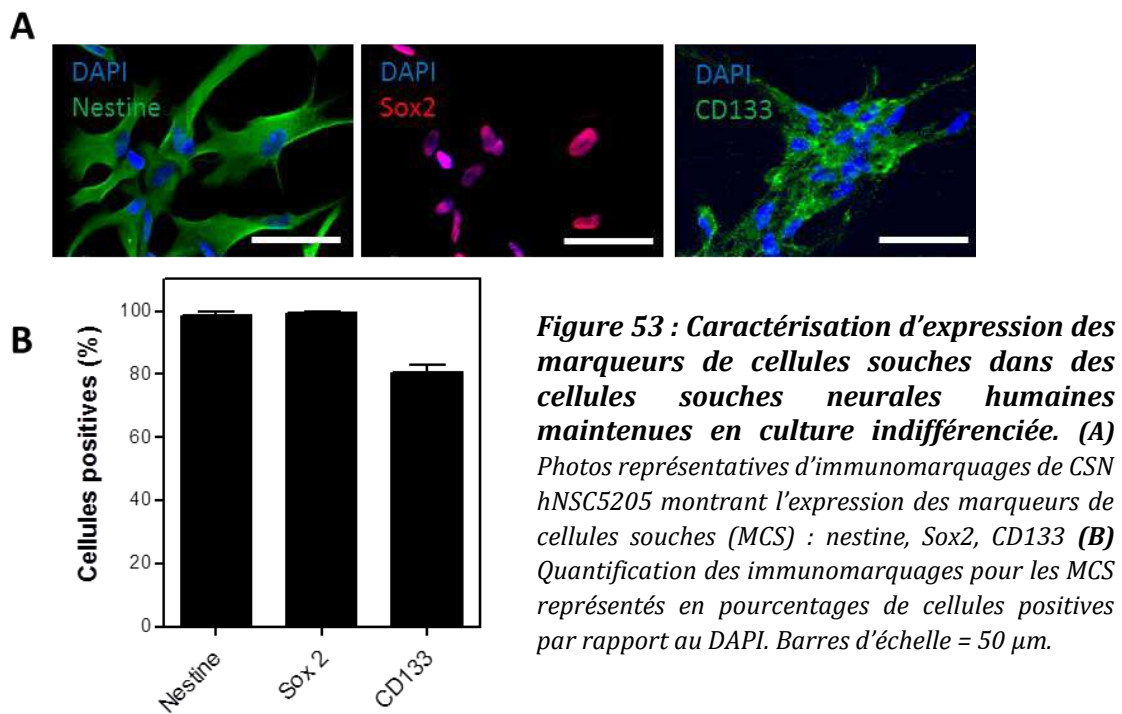 A
DAPI
Nestine
DAPI
Sox2
DAPI
CD133
B
Cellules positives (%)
100
80
60
40
20
0
Nestine
Sox 2
CD133
Figure 53 : Caractérisation d’expression des
marqueurs de cellules souches dans des
cellules souches neurales humaines
maintenues en culture indifférenciée. (A)
Photos représentatives d’immunomarquages de CSN
hNSC5205 montrant l’expression des marqueurs de
cellules souches (MCS) : nestine, Sox2, CD133 (B)
Quantification des immunomarquages pour les MCS
représentés en pourcentages de cellules positives
par rapport au DAPI. Barres d’échelle = 50 µm.